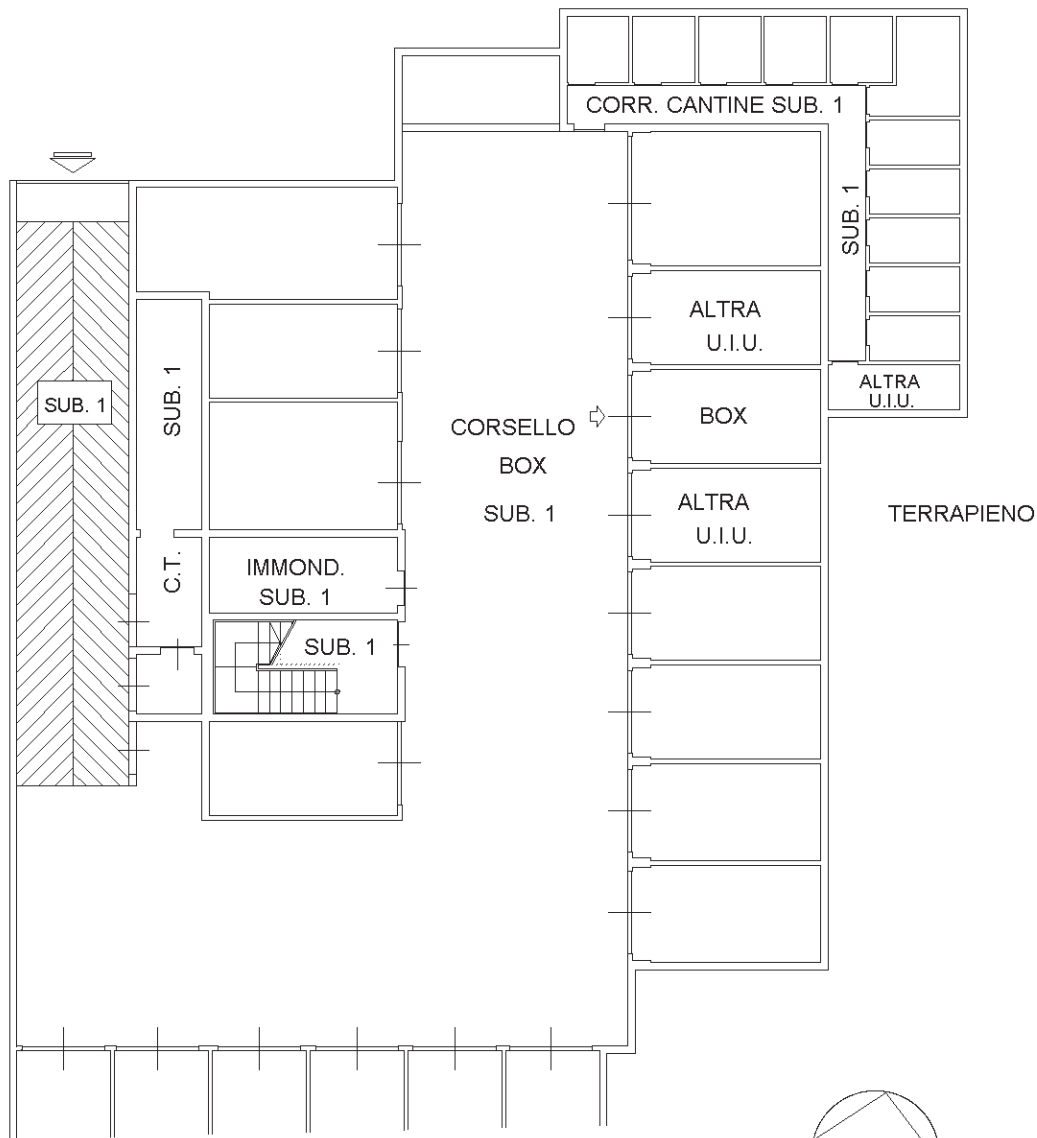 CORR. CANTINE SUB. 1
SUB. 1
ALTRA
U.I.U.
ALTRA
U.I.U.
SUB. 1
SUB. 1
CORSELLO
BOX
SUB. 1
BOX
ALTRA
U.I.U.
TERRAPIENO
C.T.
IMMOND.
SUB. 1
SUB. 1